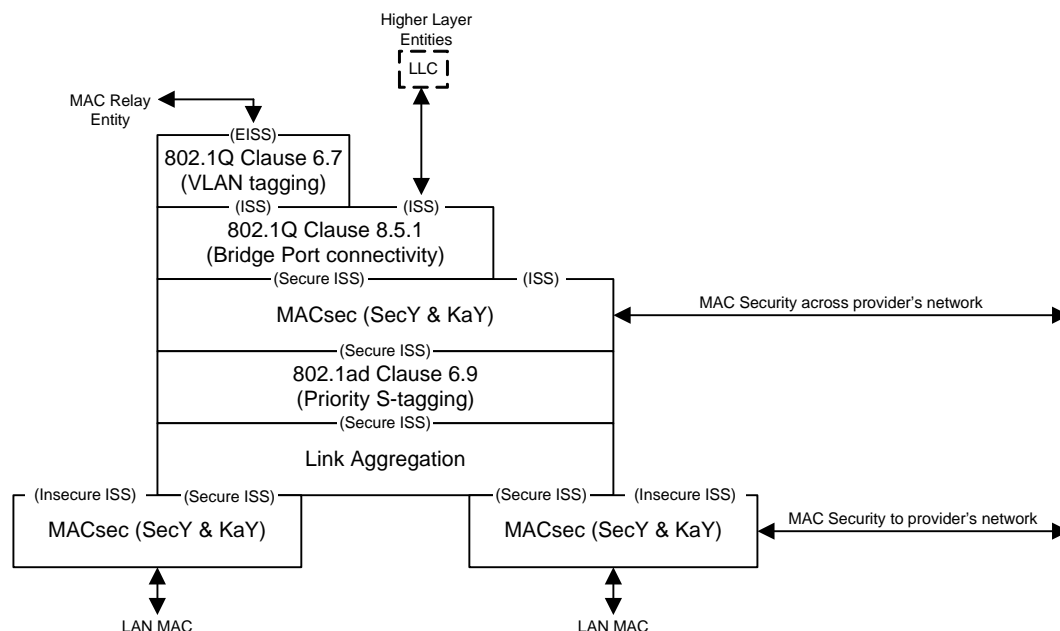 Higher Layer
Entities
LLC
MAC Relay
Entity
(EISS)
802.1Q Clause 6.7
(VLAN tagging)
(ISS)
(ISS)
802.1Q Clause 8.5.1
(Bridge Port connectivity)
(Secure ISS)
(ISS)
MACsec (SecY & KaY)
MAC Security across provider's network
(Secure ISS)
802.1ad Clause 6.9
(Priority S-tagging)
(Secure ISS)
Link Aggregation
(Insecure ISS)
(Secure ISS)
(Secure ISS)
(Insecure ISS)
MACsec (SecY & KaY)
MACsec (SecY & KaY)
MAC Security to provider's network
LAN MAC
LAN MAC